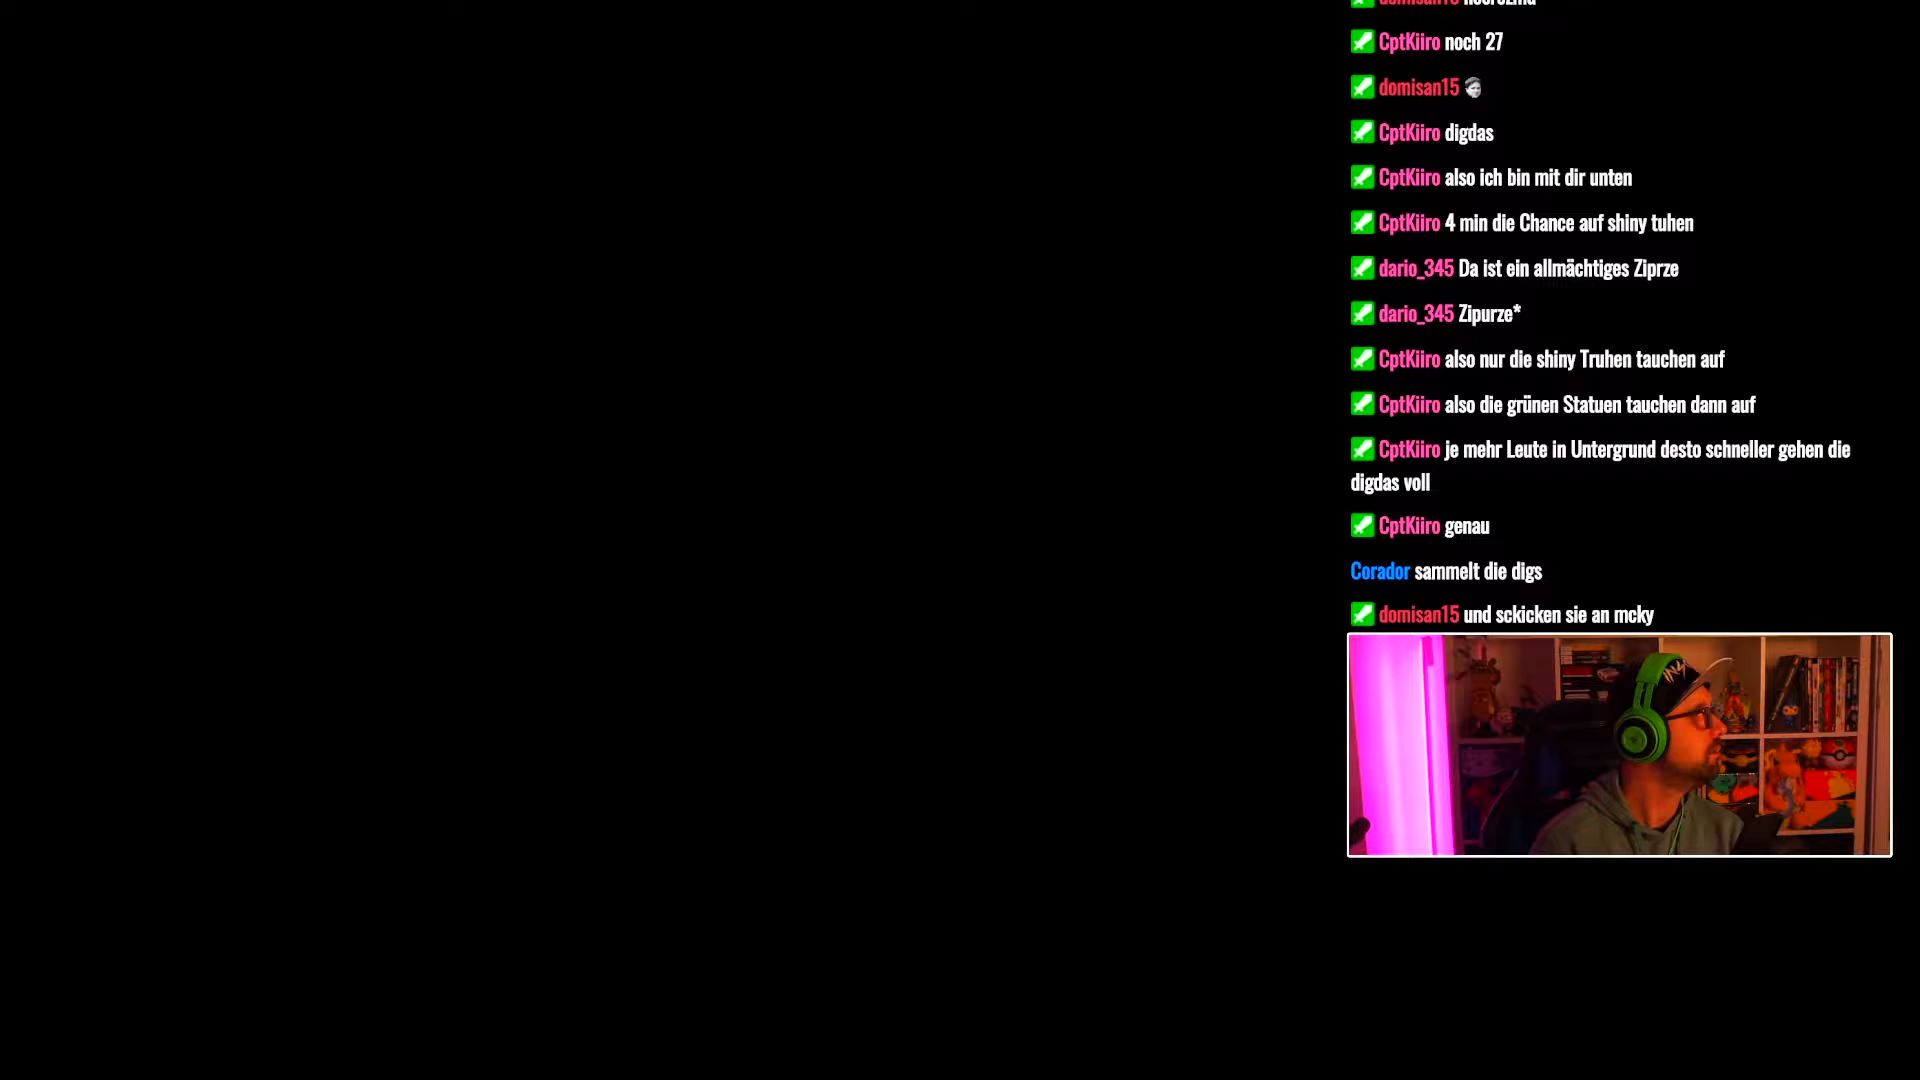 CptKiiro noch 27
domisan15
CptKiiro digdas
CptKiiro also ich bin mit dir unten
CptKiiro 4 min die Chance auf shiny tuhen
dario_345 Da ist ein allmächtiges Ziprze
dario_345 Zipurze*
CptKiiro also nur die shiny Truhen tauchen auf
CptKiiro also die grünen Statuen tauchen dann auf
CptKiiro je mehr Leute in Untergrund desto schneller gehen die
digdas voll
CptKiiro genau
Corador sammelt die digs
domisan15 und sckicken sie an mcky